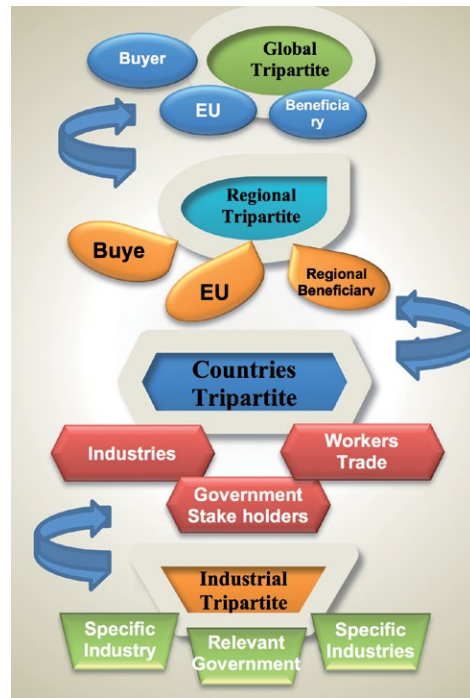 Global
Tripartite
Buyer
EU
Beneficia
ry
Regional
Tripartite
Buye
EU
Regional
Beneficiary
Countries
Tripartite
Industries
Workers
Trade
Government
Stake holders
Industrial
Tripartite
Specific
Industry
Relevant
Government
Specific
Industries